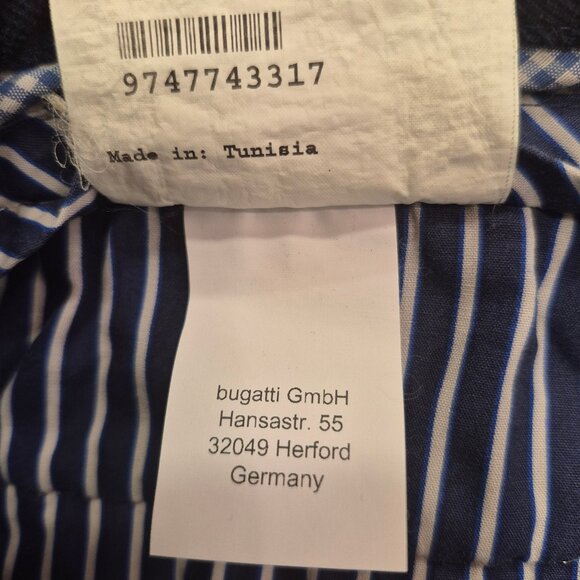 9747743317
Made in: Tunisia
bugatti GmbH
Hansastr. 55
32049 Herford
Germany